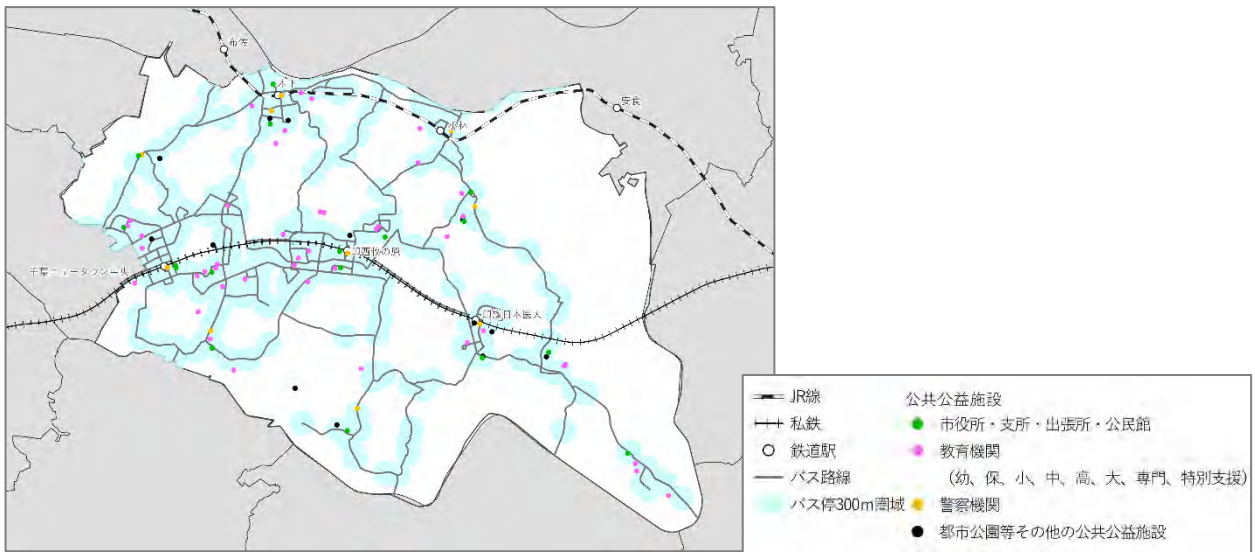 布佐
木下
安食
小林
印西牧の原
千葉ニュータウン中央
印旛日本医大
JR線
私鉄
鉄道駅
バス路線
バス停300m圏域
公共公益施設
市役所・支所・出張所・公民館
教育機関
(幼、保、小、中、高、大、専門、特別支援)
警察機関
都市公園等その他の公共公益施設